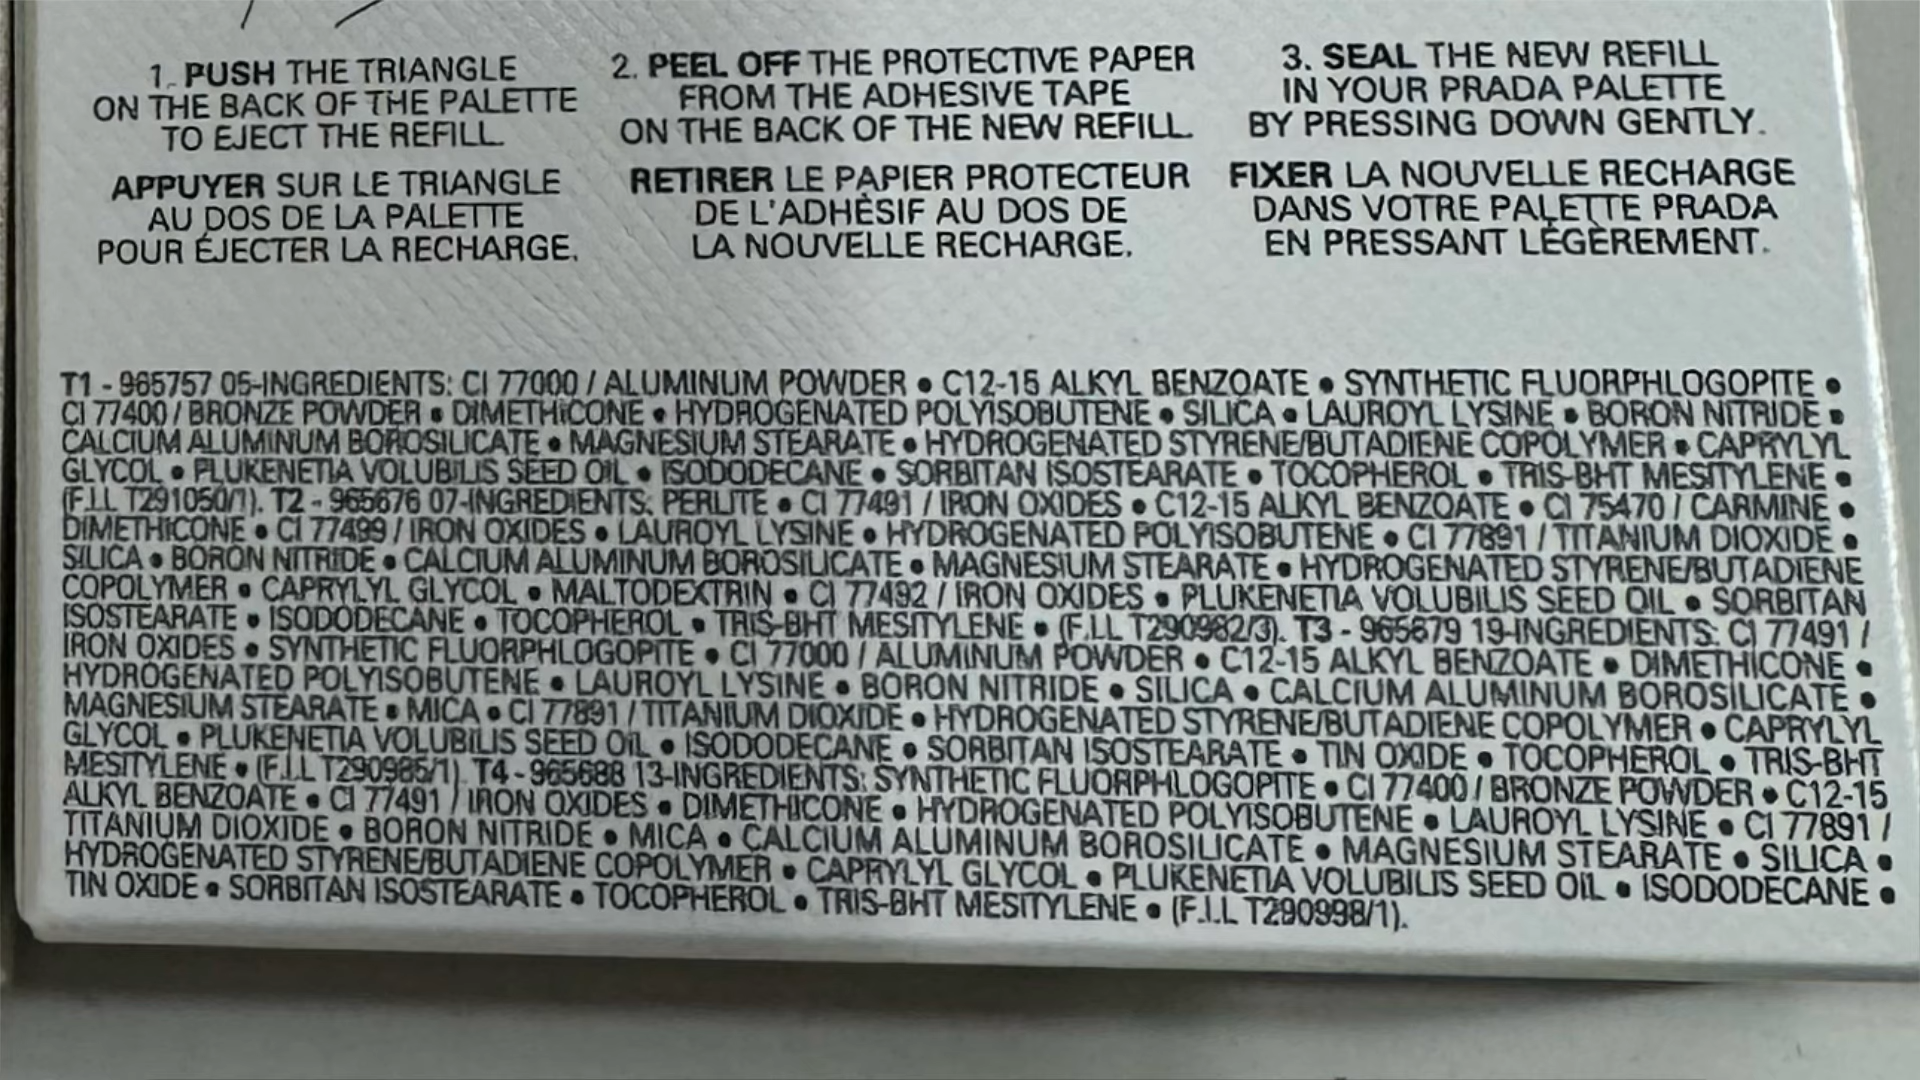 1. PUSH THE TRIANGLE
ON THE BACK OF THE PALETTE
TO EJECT THE REFILL.
APPUYER SUR LE TRIANGLE
AU DOS DE LA PALETTE
POUR ÉJECTER LA RECHARGE.
2. PEEL OFF THE PROTECTIVE PAPER
FROM THE ADHESIVE TAPE
ON THE BACK OF THE NEW REFILL.
RETIRER LE PAPIER PROTECTEUR
DE L'ADHÈSIF AU DOS DE
LA NOUVELLE RECHARGE.
3. SEAL THE NEW REFILL
IN YOUR PRADA PALETTE
BY PRESSING DOWN GENTLY.
FIXER LA NOUVELLE RECHARGE
DANS VOTRE PALETTE PRADA
EN PRESSANT LÉGÈREMENT.
T1 - 965757 05-INGREDIENTS: CI 77000 / ALUMINUM POWDER • C12-15 ALKYL BENZOATE • SYNTHETIC FLUORPHLOGOPITE •
CI 77400 / BRONZE POWDER • DIMETHICONE • HYDROGENATED POLYISOBUTENE • SILICA • LAUROYL LYSINE • BORON NITRIDE •
CALCIUM ALUMINUM BOROSILICATE • MAGNESIUM STEARATE • HYDROGENATED STYRENE/BUTADIENE COPOLYMER • CAPRYLYL
GLYCOL • PLUKENETIA VOLUBILIS SEED OIL • ISODODECANE • SORBITAN ISOSTEARATE • TOCOPHEROL • TRIS-BHT MESITYLENE •
(F.I.L T291050/1). T2 - 965676 07-INGREDIENTS: PERLITE • CI 77491 / IRON OXIDES • C12-15 ALKYL BENZOATE • CI 75470 / CARMINE •
DIMETHICONE • CI 77499 / IRON OXIDES • LAUROYL LYSINE • HYDROGENATED POLYISOBUTENE • CI 77891 / TITANIUM DIOXIDE •
SILICA • BORON NITRIDE • CALCIUM ALUMINUM BOROSILICATE • MAGNESIUM STEARATE • HYDROGENATED STYRENE/BUTADIENE
COPOLYMER • CAPRYLYL GLYCOL • MALTODEXTRIN • CI 77492 / IRON OXIDES • PLUKENETIA VOLUBILIS SEED OIL • SORBITAN
ISOSTEARATE • ISODODECANE • TOCOPHEROL • TRIS-BHT MESITYLENE • (F.I.L T290982/3). T3 - 965679 19-INGREDIENTS: CI 77491 /
IRON OXIDES • SYNTHETIC FLUORPHLOGOPITE • CI 77000 / ALUMINUM POWDER • C12-15 ALKYL BENZOATE • DIMETHICONE •
HYDROGENATED POLYISOBUTENE • LAUROYL LYSINE • BORON NITRIDE • SILICA • CALCIUM ALUMINUM BOROSILICATE •
MAGNESIUM STEARATE • MICA • CI 77891 / TITANIUM DIOXIDE • HYDROGENATED STYRENE/BUTADIENE COPOLYMER • CAPRYLYL
GLYCOL • PLUKENETIA VOLUBILIS SEED OIL • ISODODECANE • SORBITAN ISOSTEARATE • TIN OXIDE • TOCOPHEROL • TRIS-BHT
MESITYLENE • (F.I.L T290985/1). T4 - 965688 13-INGREDIENTS: SYNTHETIC FLUORPHLOGOPITE • CI 77400 / BRONZE POWDER • C12-15
ALKYL BENZOATE • CI 77491 / IRON OXIDES • DIMETHICONE • HYDROGENATED POLYISOBUTENE • LAUROYL LYSINE • CI 77891 /
TITANIUM DIOXIDE • BORON NITRIDE • MICA • CALCIUM ALUMINUM BOROSILICATE • MAGNESIUM STEARATE • SILICA •
HYDROGENATED STYRENE/BUTADIENE COPOLYMER • CAPRYLYL GLYCOL • PLUKENETIA VOLUBILIS SEED OIL • ISODODECANE •
TIN OXIDE • SORBITAN ISOSTEARATE • TOCOPHEROL • TRIS-BHT MESITYLENE • (F.I.L T290998/1).